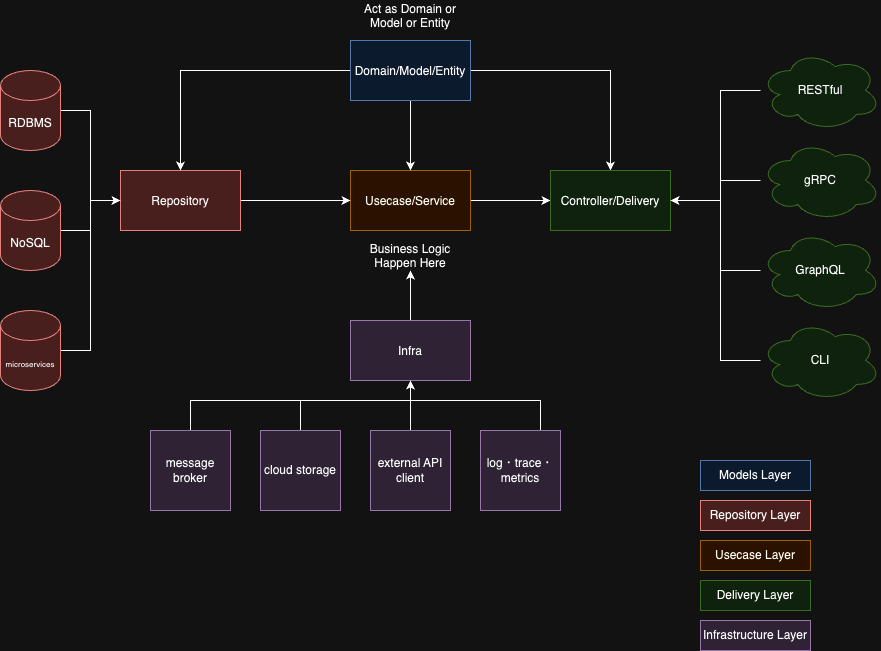 Act as Domain or
Model or Entity
Domain/Model/Entity
RDBMS
NoSQL
microservices
Repository
Usecase/Service
Controller/Delivery
Business Logic
Happen Here
RESTful
gRPC
GraphQL
CLI
Infra
message
broker
cloud storage
external API
client
log・trace・
metrics
Models Layer
Repository Layer
Usecase Layer
Delivery Layer
Infrastructure Layer